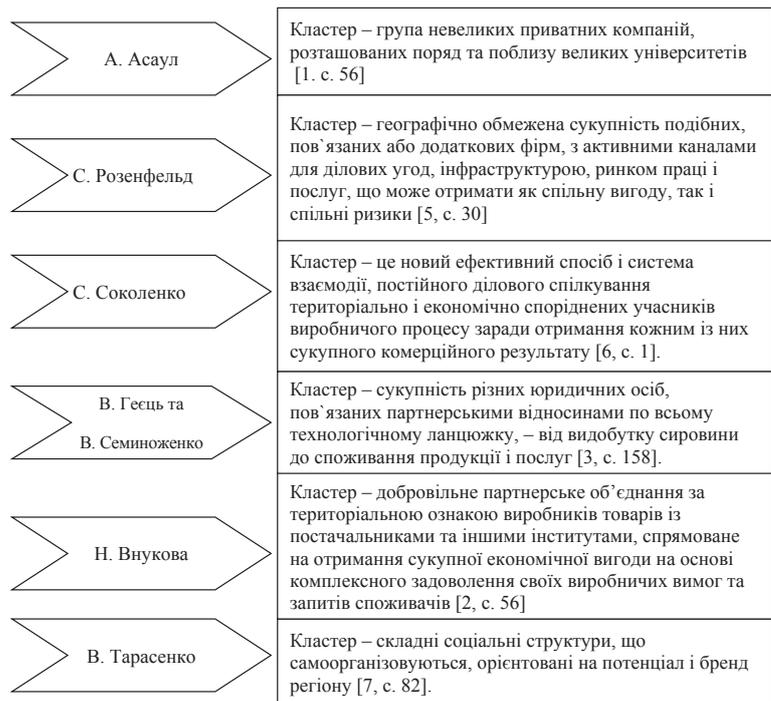 А. Асаул
Кластер – група невеликих приватних компаній,
розташованих поряд та поблизу великих університетів
[1. с. 56]
С. Розенфельд
Кластер – географічно обмежена сукупність подібних,
пов`язаних або додаткових фірм, з активними каналами
для ділових угод, інфраструктурою, ринком праці і
послуг, що може отримати як спільну вигоду, так і
спільні ризики [5, с. 30]
С. Соколенко
Кластер – це новий ефективний спосіб і система
взаємодії, постійного ділового спілкування
територіально і економічно споріднених учасників
виробничого процесу заради отримання кожним із них
сукупного комерційного результату [6, с. 1].
В. Геєць та
В. Семиноженко
Кластер – сукупність різних юридичних осіб,
пов`язаних партнерськими відносинами по всьому
технологічному ланцюжку, – від видобутку сировини
до споживання продукції і послуг [3, с. 158].
Н. Внукова
Кластер – добровільне партнерське об’єднання за
територіальною ознакою виробників товарів із
постачальниками та іншими інститутами, спрямоване
на отримання сукупної економічної вигоди на основі
комплексного задоволення своїх виробничих вимог та
запитів споживачів [2, с. 56]
В. Тарасенко
Кластер – складні соціальні структури, що
самоорганізовуються, орієнтовані на потенціал і бренд
регіону [7, с. 82].